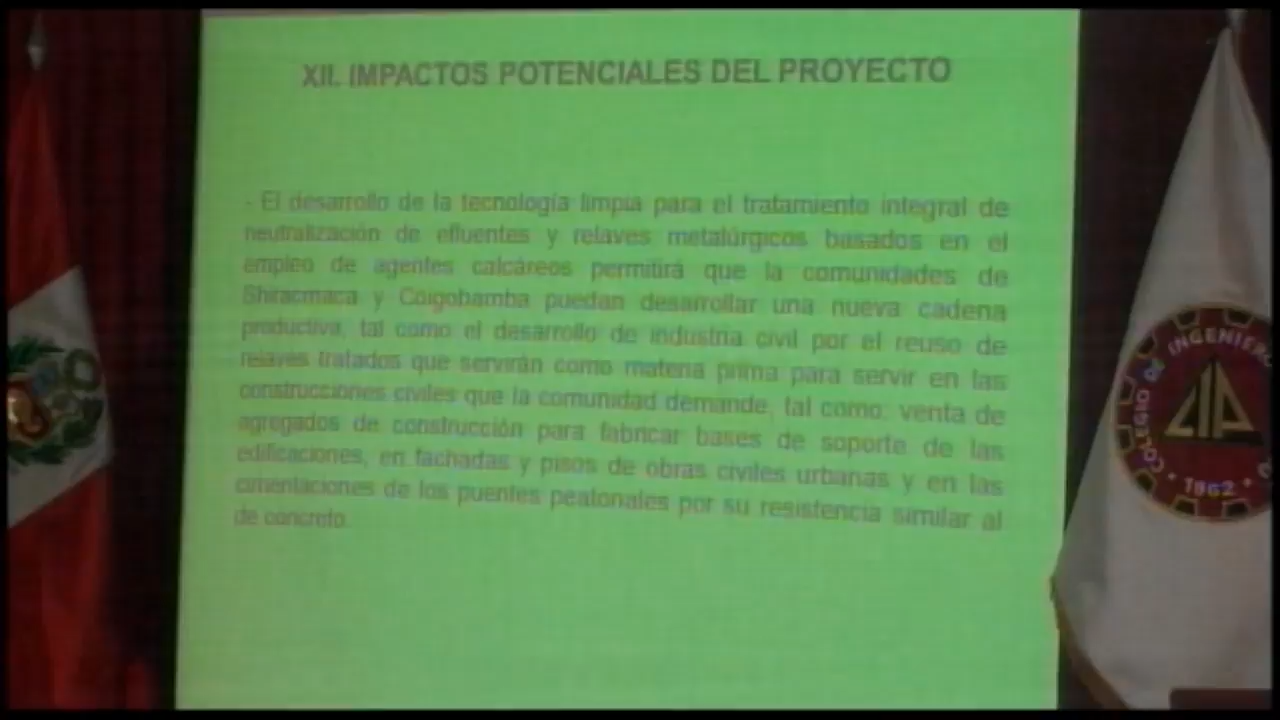 XII. IMPACTOS POTENCIALES DEL PROYECTO
- El desarrollo de la tecnología limpia para el tratamiento integral de
neutralización de efluentes y relaves metalúrgicos basados en el
empleo de agentes calcáreos permitirá que la comunidades de
Shiracmaca y Coigobamba puedan desarrollar una nueva cadena
productiva, tal como el desarrollo de industria civil por el reuso de
relaves tratados que servirán como materia prima para servir en las
construcciones civiles que la comunidad demande, tal como: venta de
agregados de construcción para fabricar bases de soporte de las
edificaciones, en fachadas y pisos de obras civiles urbanas y en las
cimentaciones de los puentes peatonales por su resistencia similar al
de concreto.
COLEGIO DE
CIP
1962